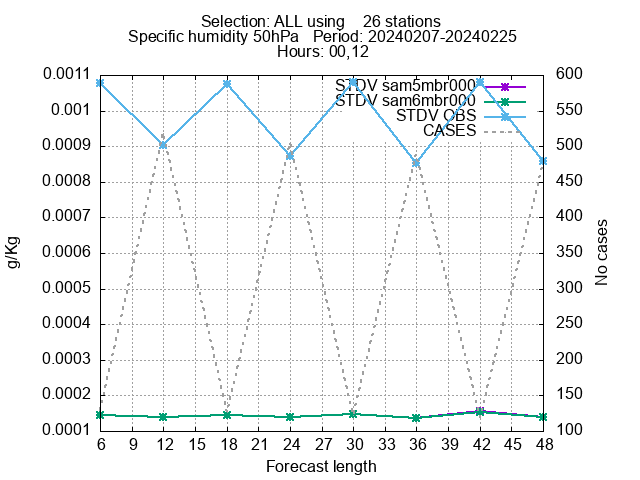 Selection: ALL using    26 stations
Specific humidity 50hPa   Period: 20240207-20240225
Hours: 00,12
STDV sam5mbr000
STDV sam6mbr000
STDV OBS
CASES
0.0011
0.001
0.0009
0.0008
0.0007
0.0006
0.0005
0.0004
0.0003
0.0002
0.0001
g/Kg
600
550
500
450
400
350
300
250
200
150
100
No cases
6 9 12 15 18 21 24 27 30 33 36 39 42 45 48
Forecast length